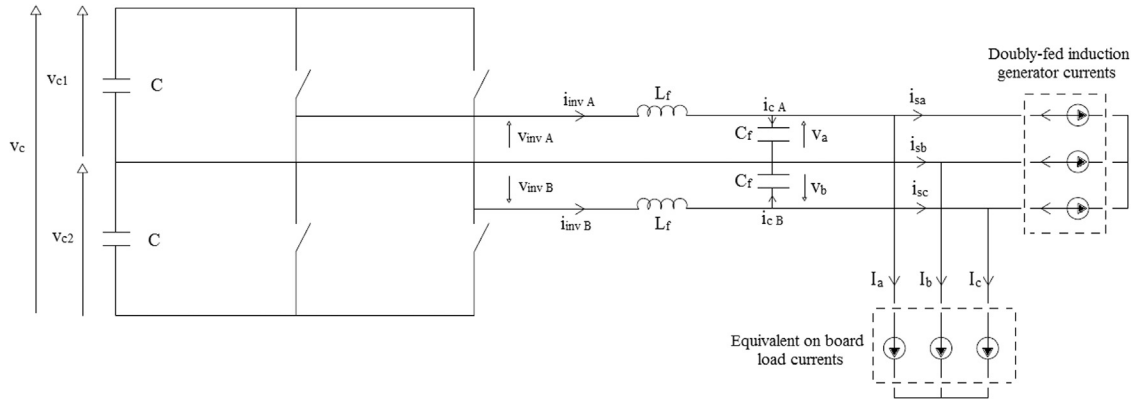 Doubly-fed induction
generator currents
vc1
C
Lf
iinv A
ic A
isa
vinv A
Cf
va
vc
isb
vinv B
Cf
vb
isc
vc2
C
iinv B
Lf
ic B
Ia
Ib
Ic
Equivalent on board
load currents